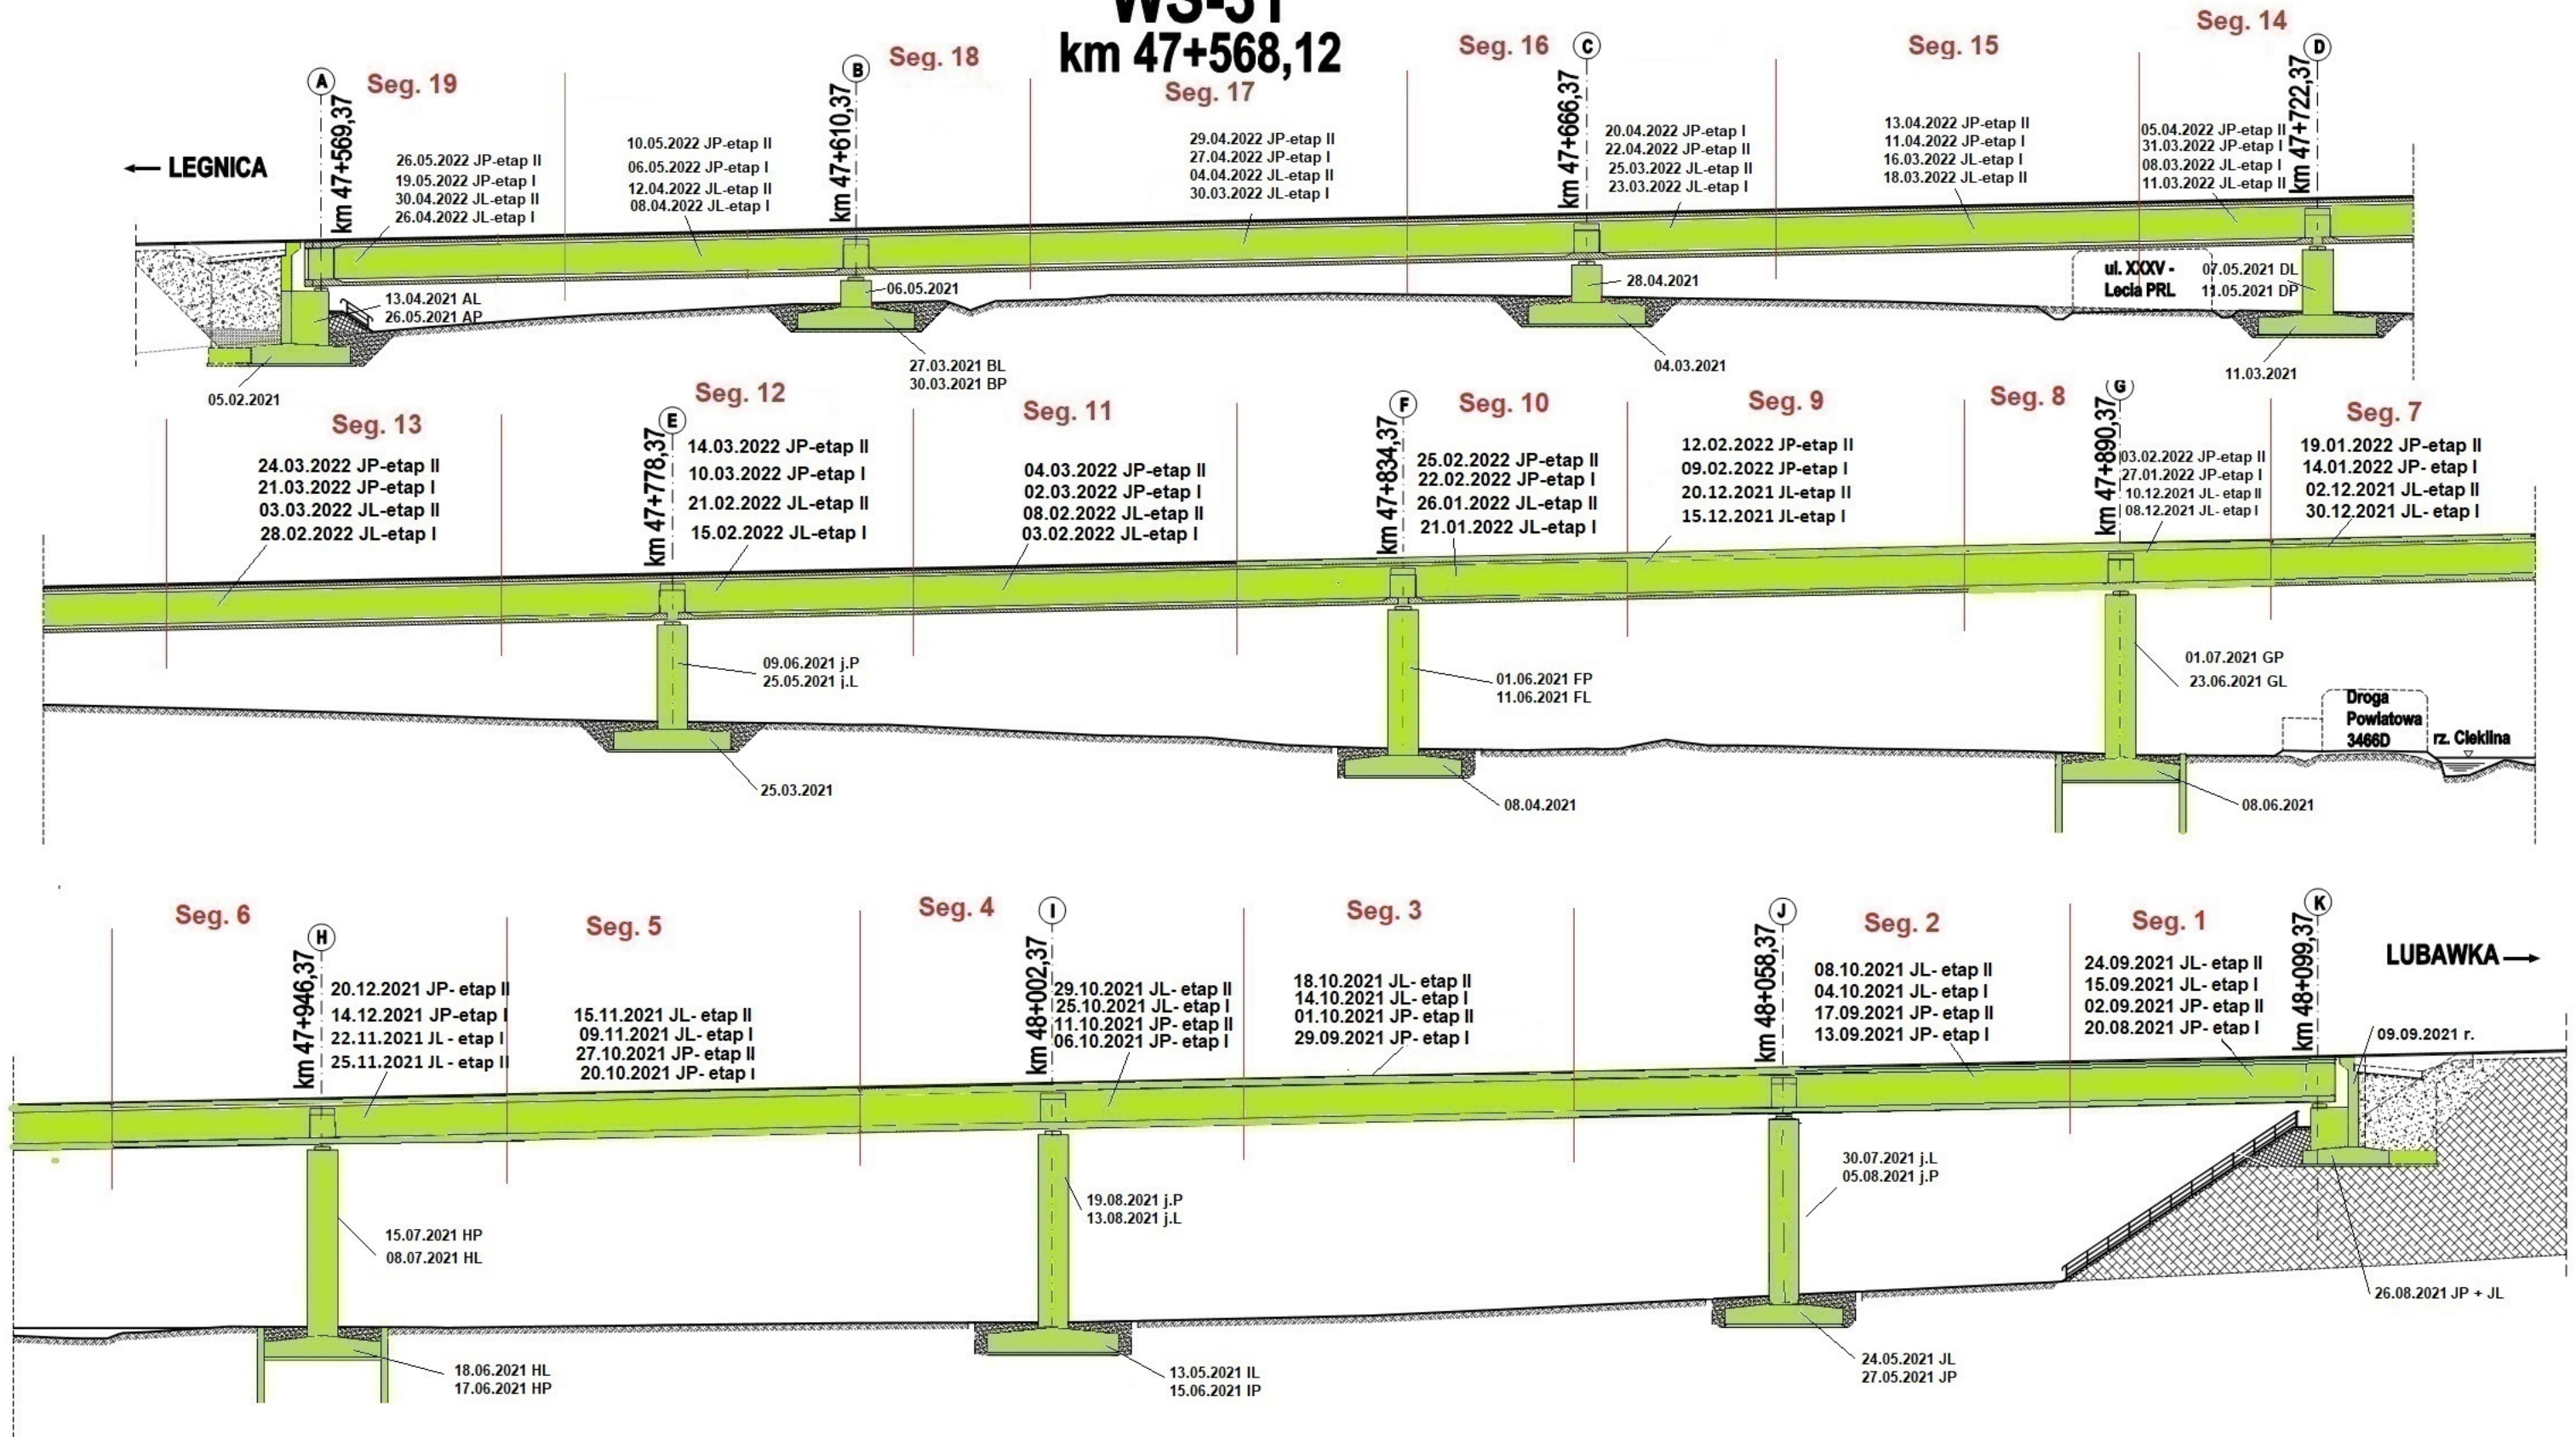 WS-31
km 47+568,12
Seg. 19
Seg. 18
Seg. 17
Seg. 16
Seg. 15
Seg. 14
A
B
C
D
km 47+569,37
km 47+610,37
km 47+666,37
km 47+722,37
← LEGNICA
26.05.2022 JP-etap II
19.05.2022 JP-etap I
30.04.2022 JL-etap II
26.04.2022 JL-etap I
10.05.2022 JP-etap II
06.05.2022 JP-etap I
12.04.2022 JL-etap II
08.04.2022 JL-etap I
29.04.2022 JP-etap II
27.04.2022 JP-etap I
04.04.2022 JL-etap II
30.03.2022 JL-etap I
20.04.2022 JP-etap I
22.04.2022 JP-etap II
25.03.2022 JL-etap II
23.03.2022 JL-etap I
13.04.2022 JP-etap II
11.04.2022 JP-etap I
16.03.2022 JL-etap I
18.03.2022 JL-etap II
05.04.2022 JP-etap II
31.03.2022 JP-etap I
08.03.2022 JL-etap I
11.03.2022 JL-etap II
13.04.2021 AL
26.05.2021 AP
05.02.2021
06.05.2021
27.03.2021 BL
30.03.2021 BP
28.04.2021
04.03.2021
ul. XXXV -
Lecia PRL
07.05.2021 DL
11.05.2021 DP
11.03.2021
Seg. 13
Seg. 12
Seg. 11
Seg. 10
Seg. 9
Seg. 8
Seg. 7
E
F
G
km 47+778,37
km 47+834,37
km 47+890,37
24.03.2022 JP-etap II
21.03.2022 JP-etap I
03.03.2022 JL-etap II
28.02.2022 JL-etap I
14.03.2022 JP-etap II
10.03.2022 JP-etap I
21.02.2022 JL-etap II
15.02.2022 JL-etap I
04.03.2022 JP-etap II
02.03.2022 JP-etap I
08.02.2022 JL-etap II
03.02.2022 JL-etap I
25.02.2022 JP-etap II
22.02.2022 JP-etap I
26.01.2022 JL-etap II
21.01.2022 JL-etap I
12.02.2022 JP-etap II
09.02.2022 JP-etap I
20.12.2021 JL-etap II
15.12.2021 JL-etap I
03.02.2022 JP-etap II
27.01.2022 JP-etap I
10.12.2021 JL- etap II
08.12.2021 JL- etap I
19.01.2022 JP-etap II
14.01.2022 JP- etap I
02.12.2021 JL-etap II
30.12.2021 JL- etap I
09.06.2021 j.P
25.05.2021 j.L
25.03.2021
01.06.2021 FP
11.06.2021 FL
08.04.2021
01.07.2021 GP
23.06.2021 GL
08.06.2021
Droga
Powiatowa
3466D
rz. Cieklina
Seg. 6
Seg. 5
Seg. 4
Seg. 3
Seg. 2
Seg. 1
H
I
J
K
km 47+946,37
km 48+002,37
km 48+058,37
km 48+099,37
LUBAWKA →
20.12.2021 JP- etap II
14.12.2021 JP-etap I
22.11.2021 JL - etap I
25.11.2021 JL - etap II
15.11.2021 JL- etap II
09.11.2021 JL- etap I
27.10.2021 JP- etap II
20.10.2021 JP- etap I
29.10.2021 JL- etap II
25.10.2021 JL- etap I
11.10.2021 JP- etap II
06.10.2021 JP- etap I
18.10.2021 JL- etap II
14.10.2021 JL- etap I
01.10.2021 JP- etap II
29.09.2021 JP- etap I
08.10.2021 JL- etap II
04.10.2021 JL- etap I
17.09.2021 JP- etap II
13.09.2021 JP- etap I
24.09.2021 JL- etap II
15.09.2021 JL- etap I
02.09.2021 JP- etap II
20.08.2021 JP- etap I
09.09.2021 r.
15.07.2021 HP
08.07.2021 HL
18.06.2021 HL
17.06.2021 HP
19.08.2021 j.P
13.08.2021 j.L
13.05.2021 IL
15.06.2021 IP
30.07.2021 j.L
05.08.2021 j.P
24.05.2021 JL
27.05.2021 JP
26.08.2021 JP + JL